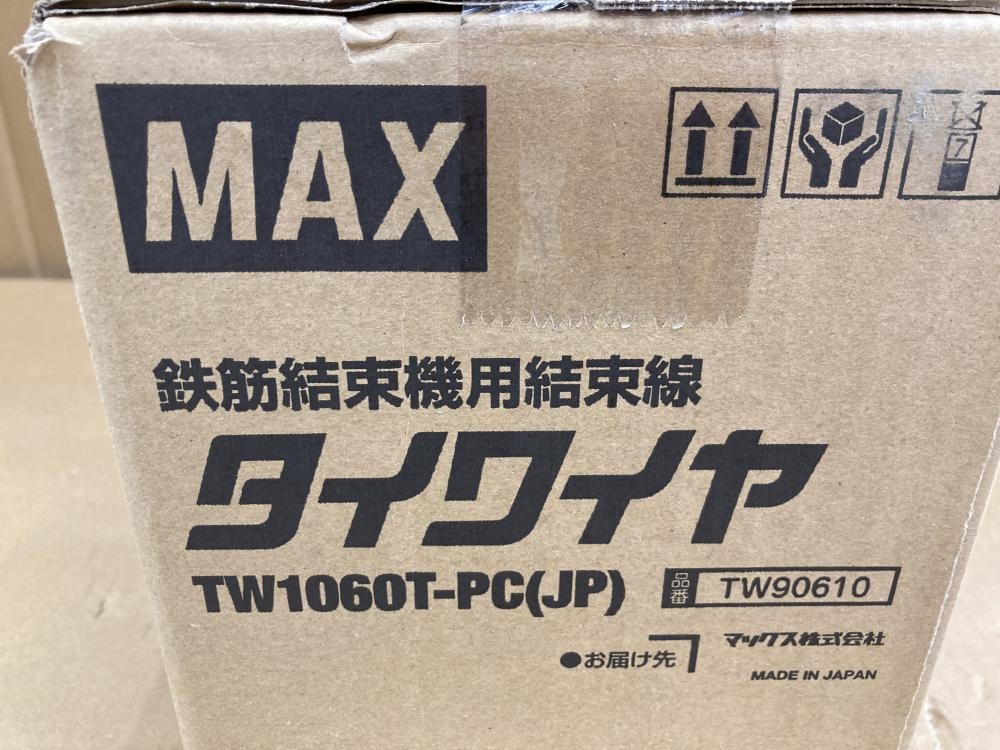 MAX
7
鉄筋結束機用結束線
タイワイヤ
TW1060T-PC(JP) 品番 TW90610
●お届け先 マックス株式会社
MADE IN JAPAN